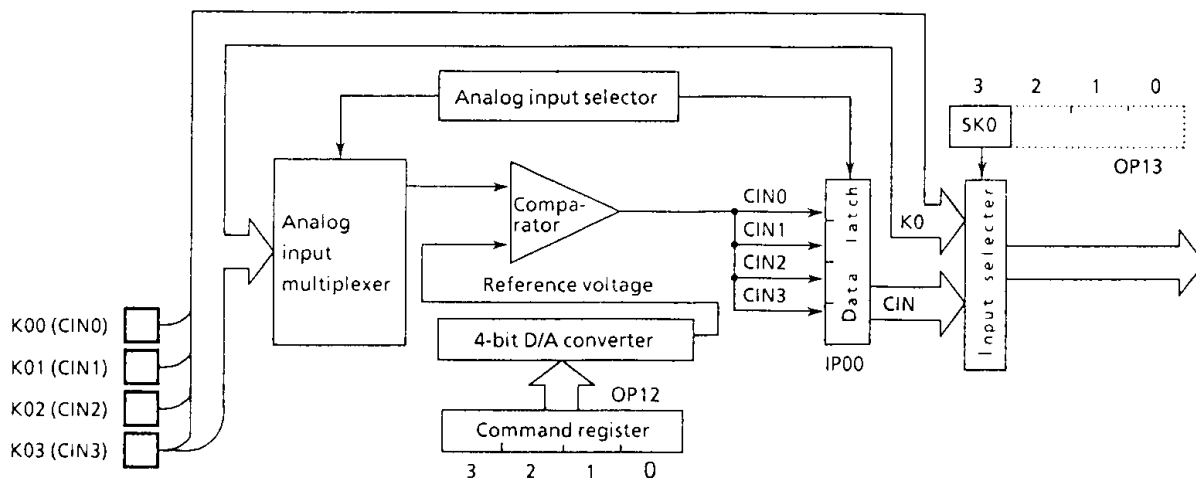 Analog input selector
3 2 1 0
SK0
OP13
Analog
input
multiplexer
Compa-
rator
CIN0
CIN1
CIN2
CIN3
Data latch
K0
CIN
Input selecter
Reference voltage
K00 (CIN0)
K01 (CIN1)
K02 (CIN2)
K03 (CIN3)
4-bit D/A converter
IP00
OP12
Command register
3 2 1 0